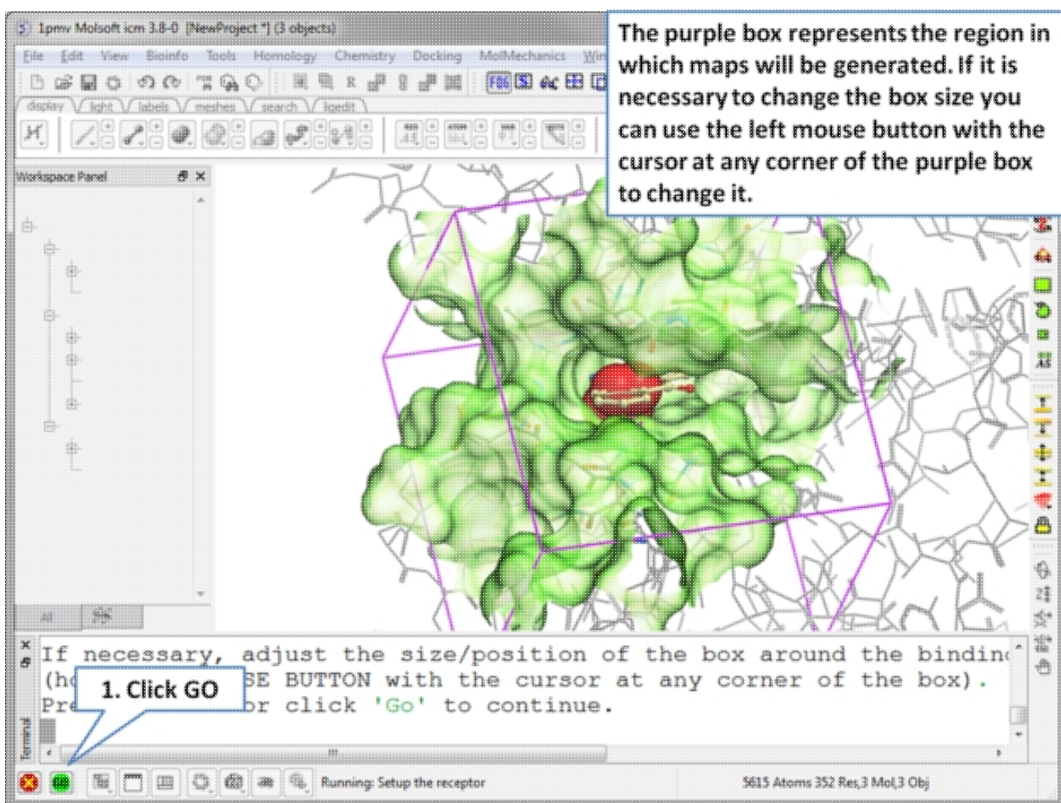 1pmv Molsoft icm 3.8-0 [NewProject *] (3 objects)
The purple box represents the region in
which maps will be generated. If it is
necessary to change the box size you
can use the left mouse button with the
cursor at any corner of the purple box
to change it.
File Edit View Bioinfo Tools Homology Chemistry Docking MolMechanics
R FOG
display light labels meshes search ligedit
Workspace Panel
AS
All
If necessary, adjust the size/position of the box around the bindin
SE BUTTON with the cursor at any corner of the box).
or click 'Go' to continue.
1. Click GO
Terminal
Running: Setup the receptor
5615 Atoms 352 Res,3 Mol,3 Obj